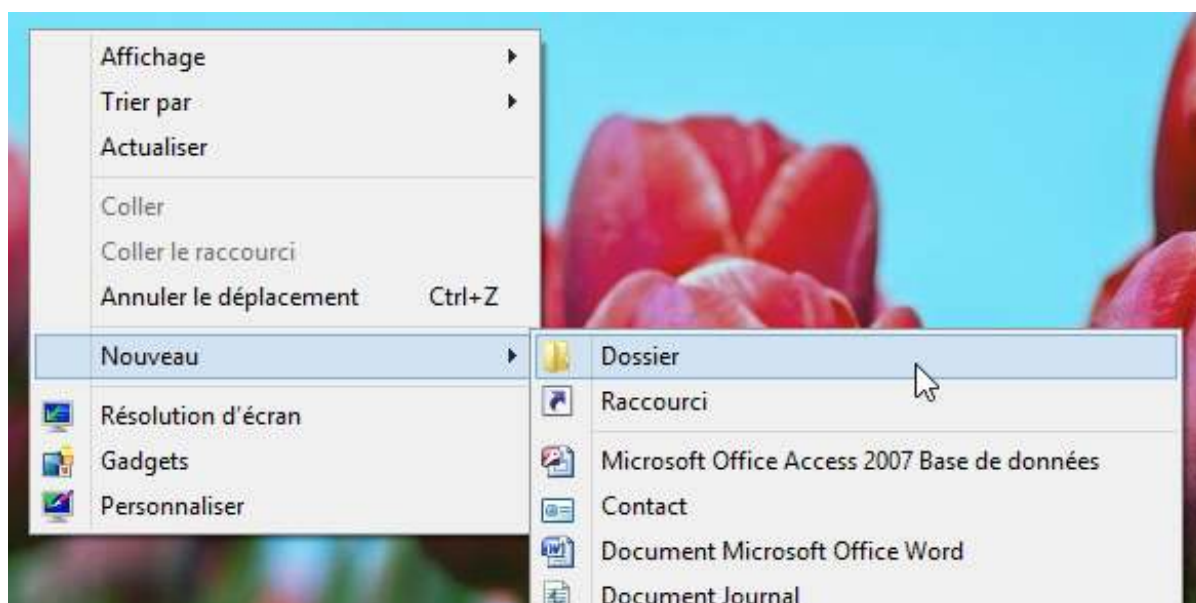 Affichage
Trier par
Actualiser
Coller
Coller le raccourci
Annuler le déplacement Ctrl+Z
Nouveau
Résolution d'écran
Gadgets
Personnaliser
Dossier
Raccourci
Microsoft Office Access 2007 Base de données
Contact
Document Microsoft Office Word
Document Journal